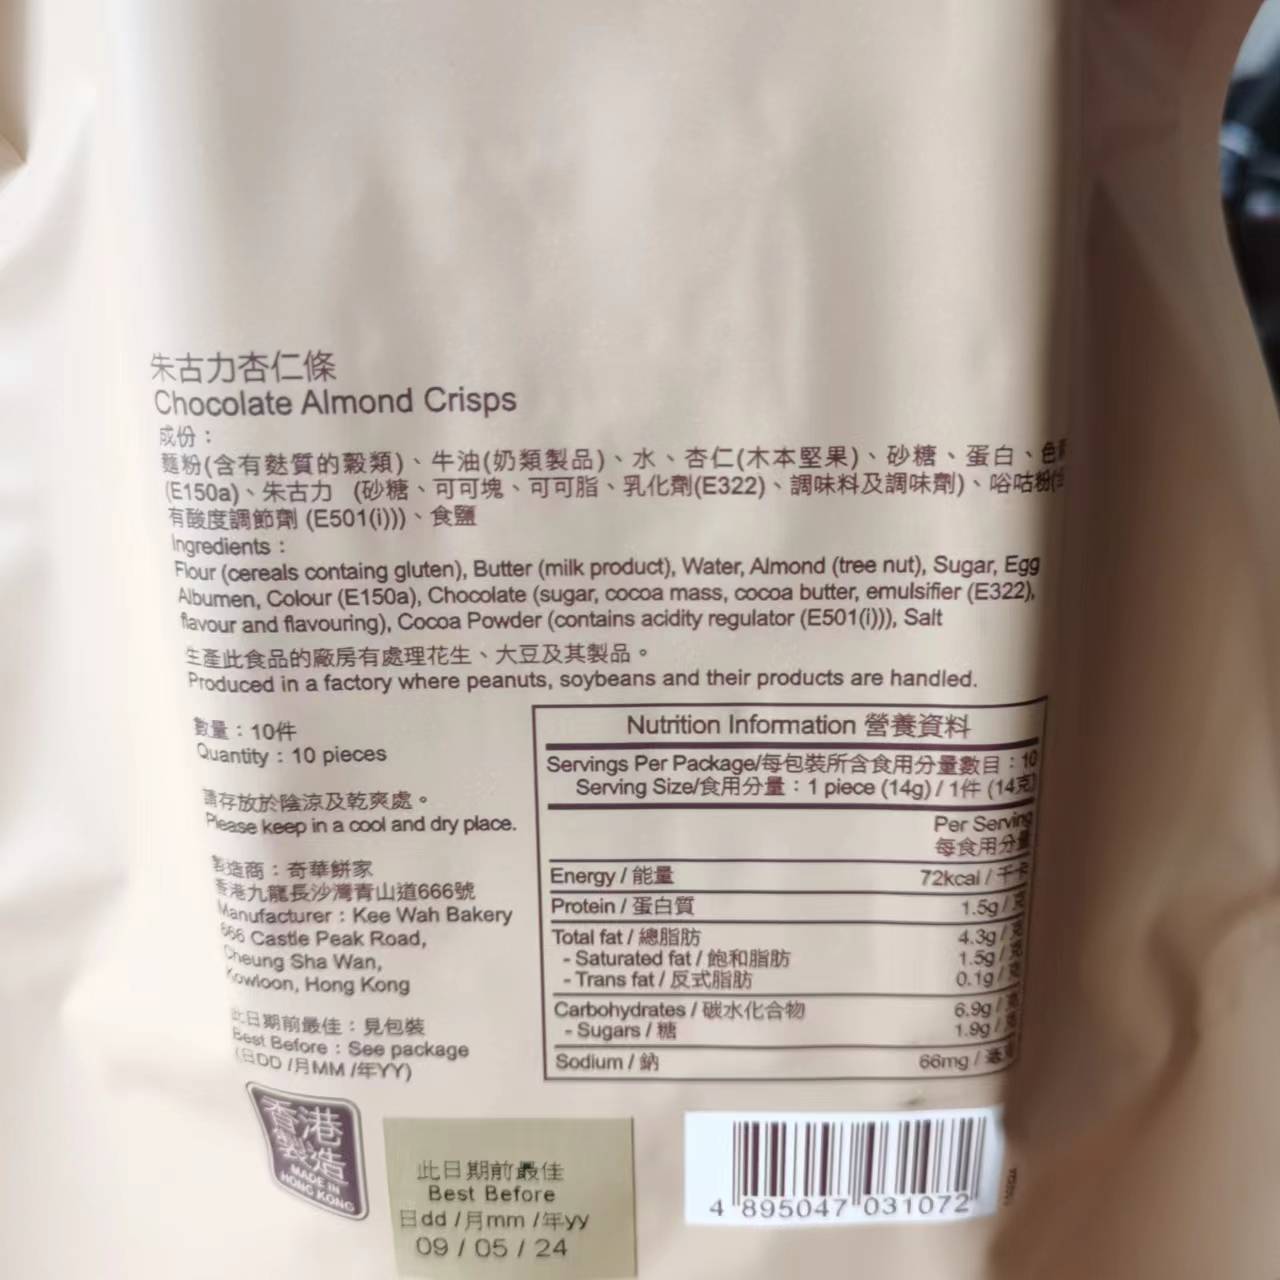 朱古力杏仁條
Chocolate Almond Crisps
成份：
麵粉(含有麩質的穀類)、牛油(奶類製品)、水、杏仁(木本堅果)、砂糖、蛋白、色
(E150a)、朱古力 (砂糖、可可塊、可可脂、乳化劑(E322)、調味料及調味劑)、唂咕粉(
有酸度調節劑 (E501(i)))、食鹽
Ingredients :
Flour (cereals containg gluten), Butter (milk product), Water, Almond (tree nut), Sugar, Egg
Albumen, Colour (E150a), Chocolate (sugar, cocoa mass, cocoa butter, emulsifier (E322),
flavour and flavouring), Cocoa Powder (contains acidity regulator (E501(i))), Salt
生產此食品的廠房有處理花生、大豆及其製品。
Produced in a factory where peanuts, soybeans and their products are handled.
數量：10件
Quantity : 10 pieces
請存放於陰涼及乾爽處。
Please keep in a cool and dry place.
製造商：奇華餅家
香港九龍長沙灣青山道666號
Manufacturer : Kee Wah Bakery
666 Castle Peak Road,
Cheung Sha Wan,
Kowloon, Hong Kong
此日期前最佳：見包裝
Best Before : See package
(日DD /月MM /年YY)
Nutrition Information 營養資料
Servings Per Package/每包裝所含食用分量數目：10
Serving Size/食用分量：1 piece (14g) / 1件 (14克)
Per Serving
每食用分量
Energy / 能量 72kcal / 千卡
Protein / 蛋白質 1.5g / 克
Total fat / 總脂肪 4.3g / 克
- Saturated fat / 飽和脂肪 1.5g / 克
- Trans fat / 反式脂肪 0.1g / 克
Carbohydrates / 碳水化合物 6.9g / 克
- Sugars / 糖 1.9g / 克
Sodium / 鈉 66mg / 毫克
香港
製造
MADE IN
HONG KONG
此日期前最佳
Best Before
日dd /月mm /年yy
09 / 05 / 24
4 895047 031072